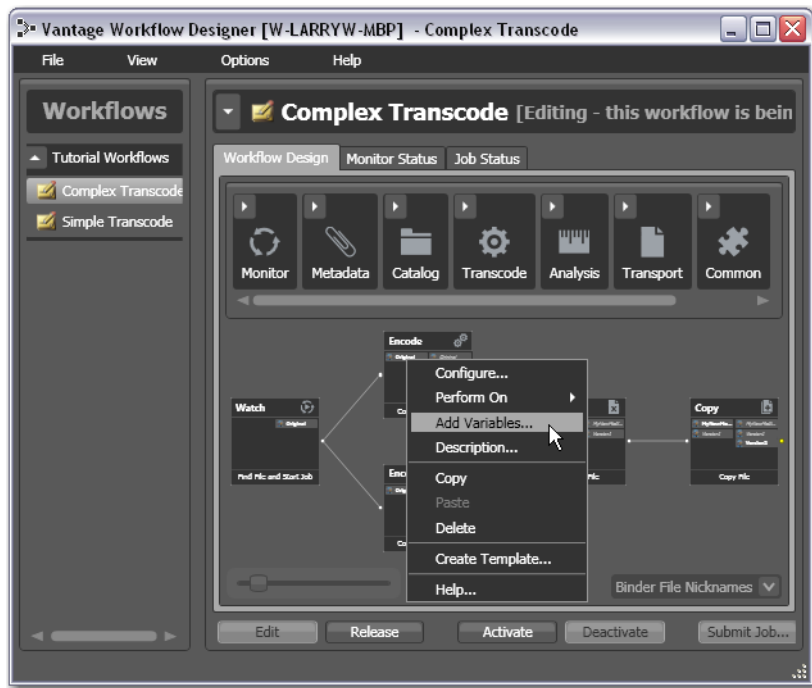 Vantage Workflow Designer [W-LARRYW-MBP] - Complex Transcode
File View Options Help
Workflows
Tutorial Workflows
Complex Transcode
Simple Transcode
Complex Transcode [Editing - this workflow is bein
Workflow Design Monitor Status Job Status
Monitor Metadata Catalog Transcode Analysis Transport Common
Encode
Original
Watch
Original
Find File and Start Job
Configure...
Perform On
Add Variables...
Description...
Copy
Paste
Delete
Create Template...
Help...
Copy
Copy File
Binder File Nicknames
Edit Release Activate Deactivate Submit Job...